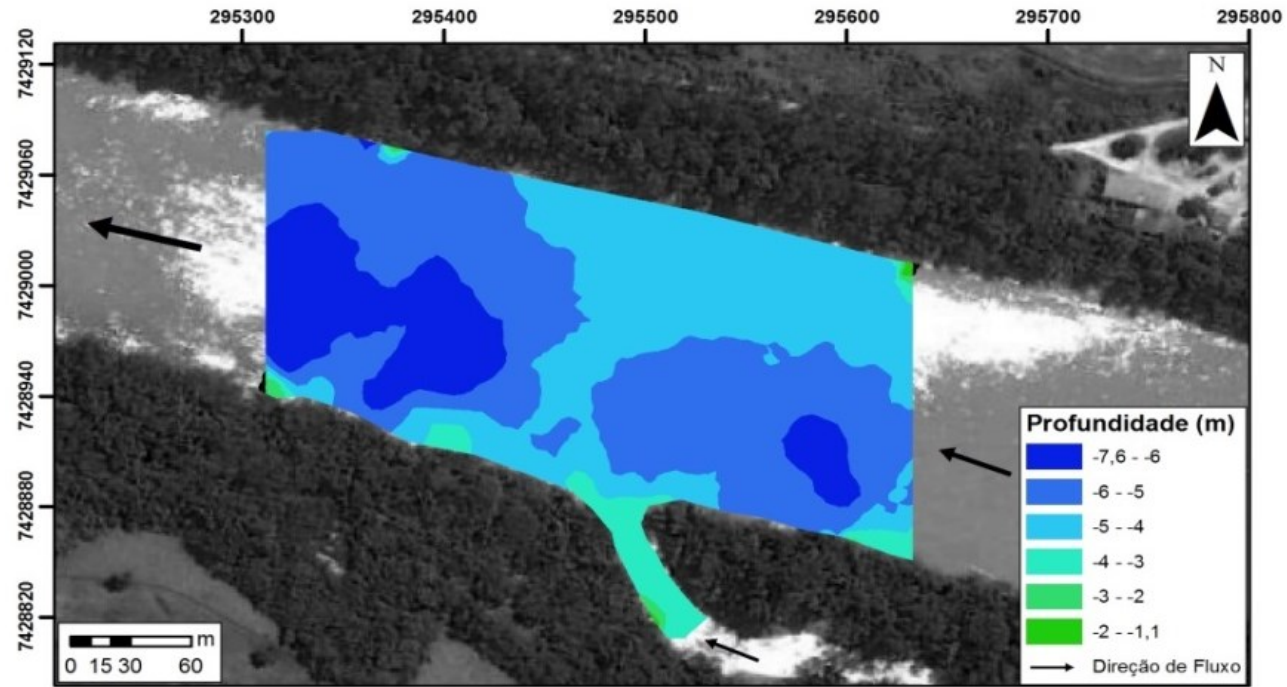 295300 295400 295500 295600 295700 295800
7429120
7429060
7429000
7428940
7428880
7428820
N
Profundidade (m)
-7,6 - -6
-6 - -5
-5 - -4
-4 - -3
-3 - -2
-2 - -1,1
Direção de Fluxo
m
0 15 30 60